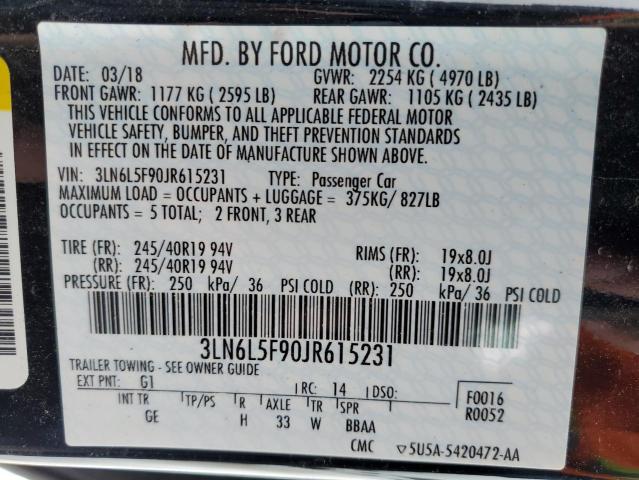 MFD. BY FORD MOTOR CO.
DATE: 03/18 GVWR: 2254 KG ( 4970 LB)
FRONT GAWR: 1177 KG ( 2595 LB) REAR GAWR: 1105 KG ( 2435 LB)
THIS VEHICLE CONFORMS TO ALL APPLICABLE FEDERAL MOTOR
VEHICLE SAFETY, BUMPER, AND THEFT PREVENTION STANDARDS
IN EFFECT ON THE DATE OF MANUFACTURE SHOWN ABOVE.
VIN: 3LN6L5F90JR615231 TYPE: Passenger Car
MAXIMUM LOAD = OCCUPANTS + LUGGAGE = 375KG/ 827LB
OCCUPANTS = 5 TOTAL; 2 FRONT, 3 REAR
TIRE (FR): 245/40R19 94V RIMS (FR): 19x8.0J
(RR): 245/40R19 94V (RR): 19x8.0J
PRESSURE (FR): 250 kPa/ 36 PSI COLD (RR): 250 kPa/ 36 PSI COLD
3LN6L5F90JR615231
TRAILER TOWING - SEE OWNER GUIDE
EXT PNT: G1 RC: 14 DSO: F0016
INT TR TP/PS R AXLE TR SPR R0052
GE H 33 W BBAA
CMC ▽5U5A-5420472-AA